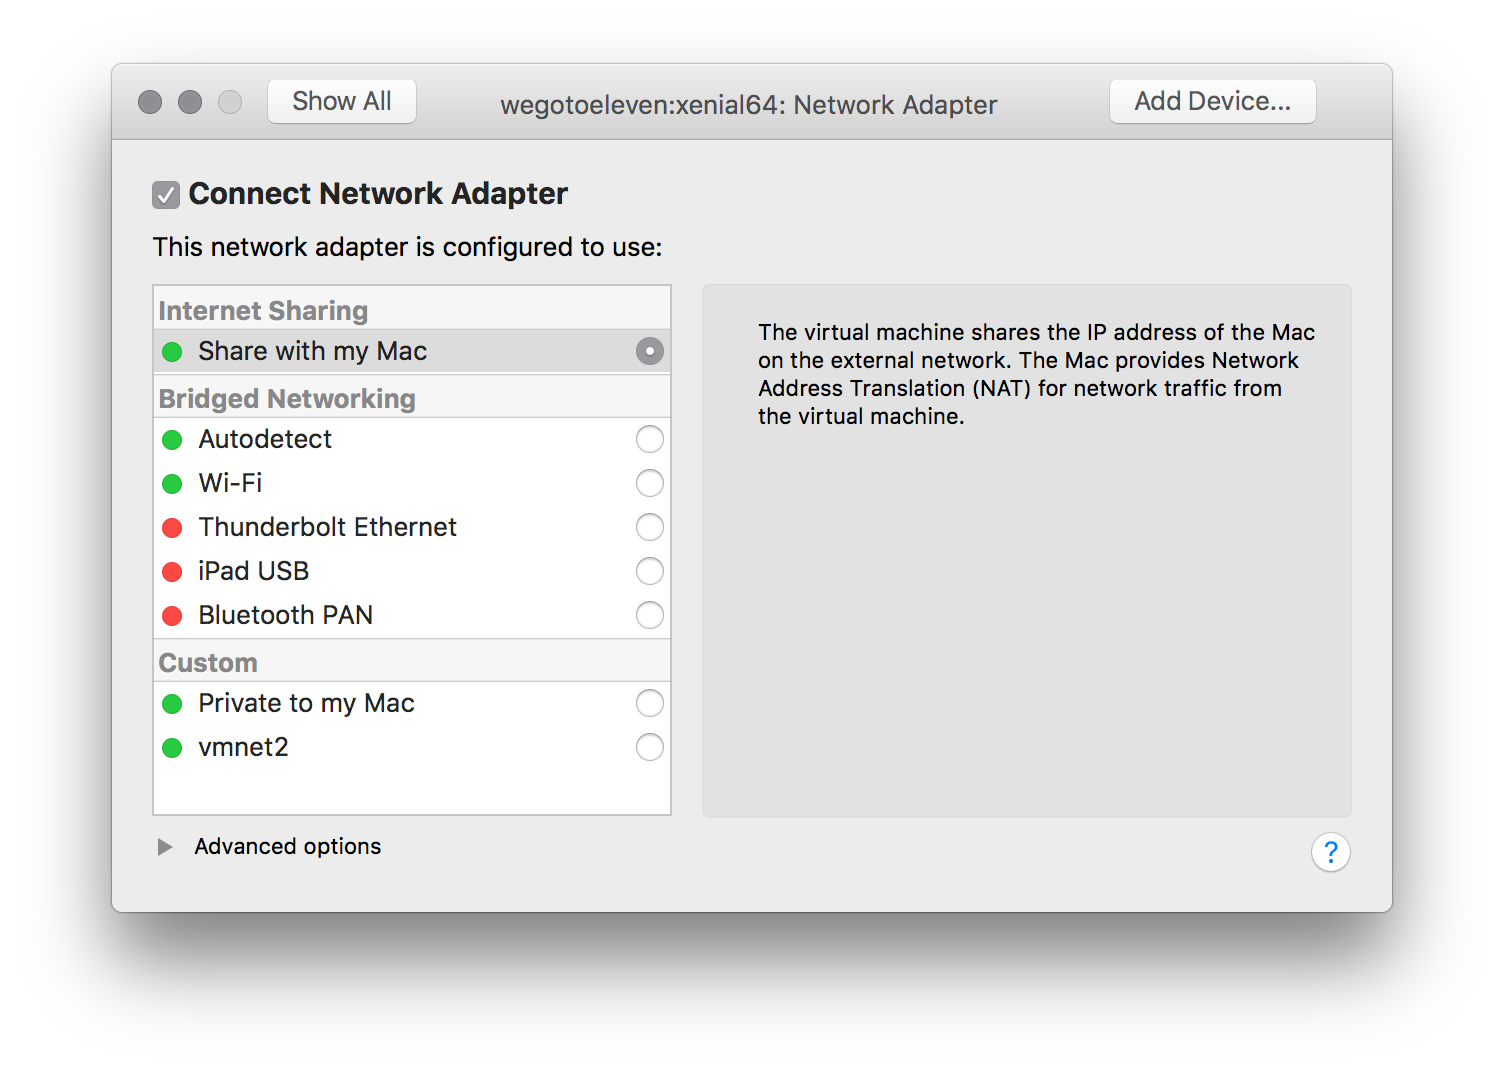 Show All
wegotoeleven:xenial64: Network Adapter
Add Device...
Connect Network Adapter
This network adapter is configured to use:
Internet Sharing
Share with my Mac
Bridged Networking
Autodetect
Wi-Fi
Thunderbolt Ethernet
iPad USB
Bluetooth PAN
Custom
Private to my Mac
vmnet2
The virtual machine shares the IP address of the Mac
on the external network. The Mac provides Network
Address Translation (NAT) for network traffic from
the virtual machine.
Advanced options
?